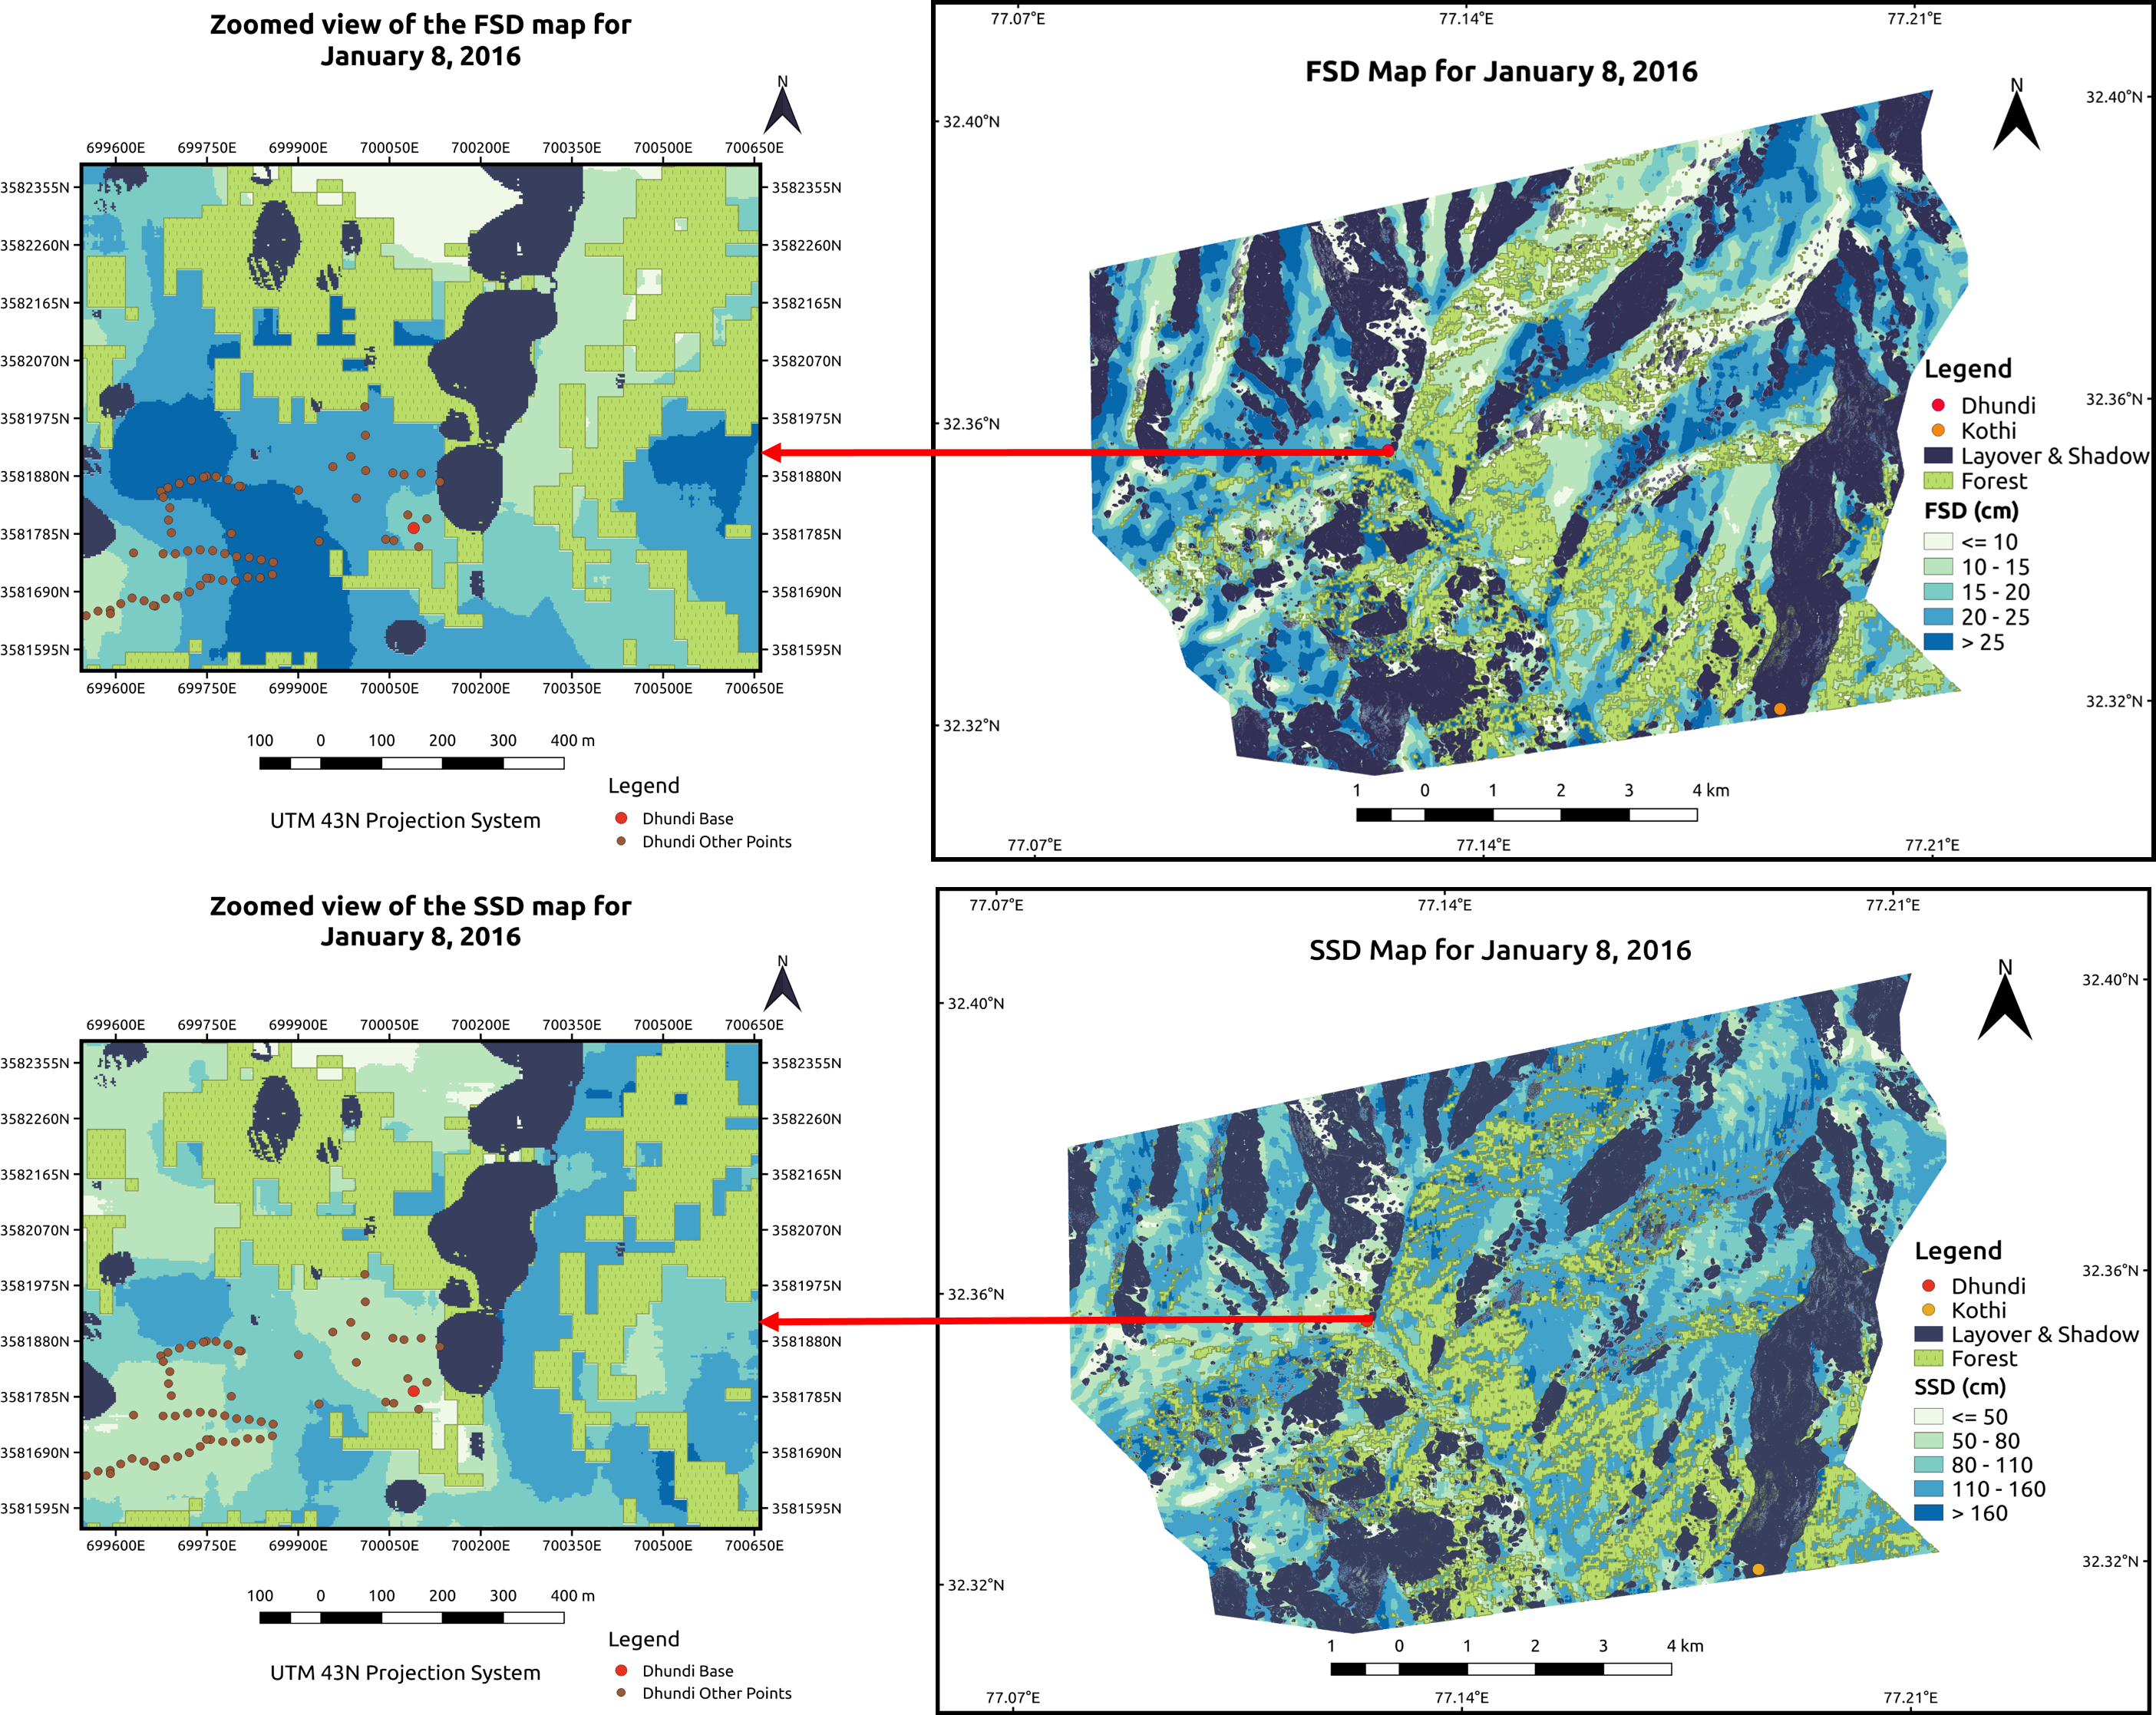 Zoomed view of the FSD map for
January 8, 2016
N
699600E 699750E 699900E 700050E 700200E 700350E 700500E 700650E
3582355N 3582355N
3582260N 3582260N
3582165N 3582165N
3582070N 3582070N
3581975N 3581975N
3581880N 3581880N
3581785N 3581785N
3581690N 3581690N
3581595N 3581595N
699600E 699750E 699900E 700050E 700200E 700350E 700500E 700650E
100 0 100 200 300 400 m
Legend
UTM 43N Projection System
Dhundi Base
Dhundi Other Points
77.07°E 77.14°E 77.21°E
FSD Map for January 8, 2016
N
32.40°N 32.40°N
32.36°N 32.36°N
32.32°N 32.32°N
Legend
Dhundi
Kothi
Layover & Shadow
Forest
FSD (cm)
<= 10
10 - 15
15 - 20
20 - 25
> 25
1 0 1 2 3 4 km
77.07°E 77.14°E 77.21°E
Zoomed view of the SSD map for
January 8, 2016
N
699600E 699750E 699900E 700050E 700200E 700350E 700500E 700650E
3582355N 3582355N
3582260N 3582260N
3582165N 3582165N
3582070N 3582070N
3581975N 3581975N
3581880N 3581880N
3581785N 3581785N
3581690N 3581690N
3581595N 3581595N
699600E 699750E 699900E 700050E 700200E 700350E 700500E 700650E
100 0 100 200 300 400 m
Legend
UTM 43N Projection System
Dhundi Base
Dhundi Other Points
77.07°E 77.14°E 77.21°E
SSD Map for January 8, 2016
N
32.40°N 32.40°N
32.36°N 32.36°N
32.32°N 32.32°N
Legend
Dhundi
Kothi
Layover & Shadow
Forest
SSD (cm)
<= 50
50 - 80
80 - 110
110 - 160
> 160
1 0 1 2 3 4 km
77.07°E 77.14°E 77.21°E